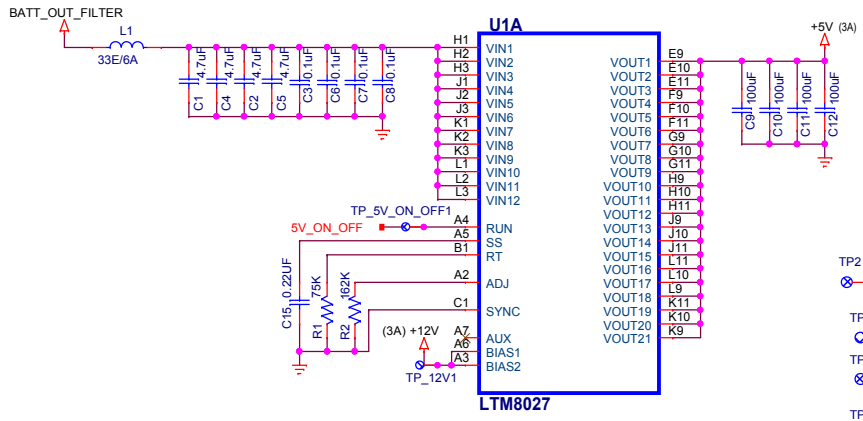 BATT_OUT_FILTER
L1
33E/6A
C1 4.7uF
C4 4.7uF
C2 4.7uF
C5 4.7uF
C3 0.1uF
C6 0.1uF
C7 0.1uF
C8 0.1uF
U1A
H1 VIN1
H2 VIN2
H3 VIN3
J1 VIN4
J2 VIN5
J3 VIN6
K1 VIN7
K2 VIN8
K3 VIN9
L1 VIN10
L2 VIN11
L3 VIN12
A4 RUN
A5 SS
B1 RT
A2 ADJ
C1 SYNC
A7 AUX
A6 BIAS1
A3 BIAS2
VOUT1 E9
VOUT2 E10
VOUT3 E11
VOUT4 F9
VOUT5 F10
VOUT6 F11
VOUT7 G9
VOUT8 G10
VOUT9 G11
VOUT10 H9
VOUT11 H10
VOUT12 H11
VOUT13 J9
VOUT14 J10
VOUT15 J11
VOUT16 L11
VOUT17 L10
VOUT18 L9
VOUT19 K11
VOUT20 K10
VOUT21 K9
LTM8027
TP_5V_ON_OFF1
5V_ON_OFF
C15 0.22UF
R1 75K
R2 162K
(3A) +12V
TP_12V1
+5V (3A)
C9 100uF
C10 100uF
C11 100uF
C12 100uF
TP2
TP
TP
TP